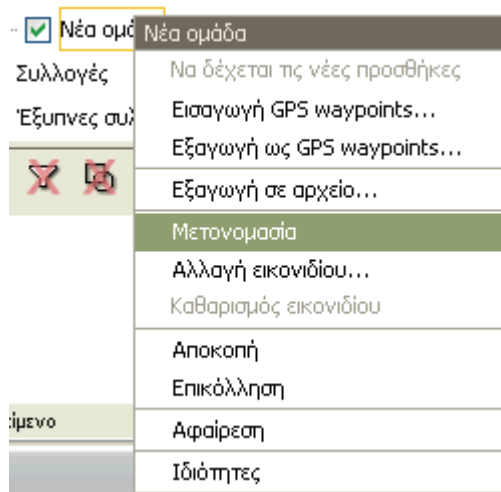 Νέα ομά
Νέα ομάδα
Να δέχεται τις νέες προσθήκες
Συλλογές
Εισαγωγή GPS waypoints...
Έξυπνες συλ
Εξαγωγή ως GPS waypoints...
Εξαγωγή σε αρχείο...
Μετονομασία
Αλλαγή εικονιδίου...
Καθαρισμός εικονιδίου
Αποκοπή
Επικόλληση
Αφαίρεση
Ιδιότητες